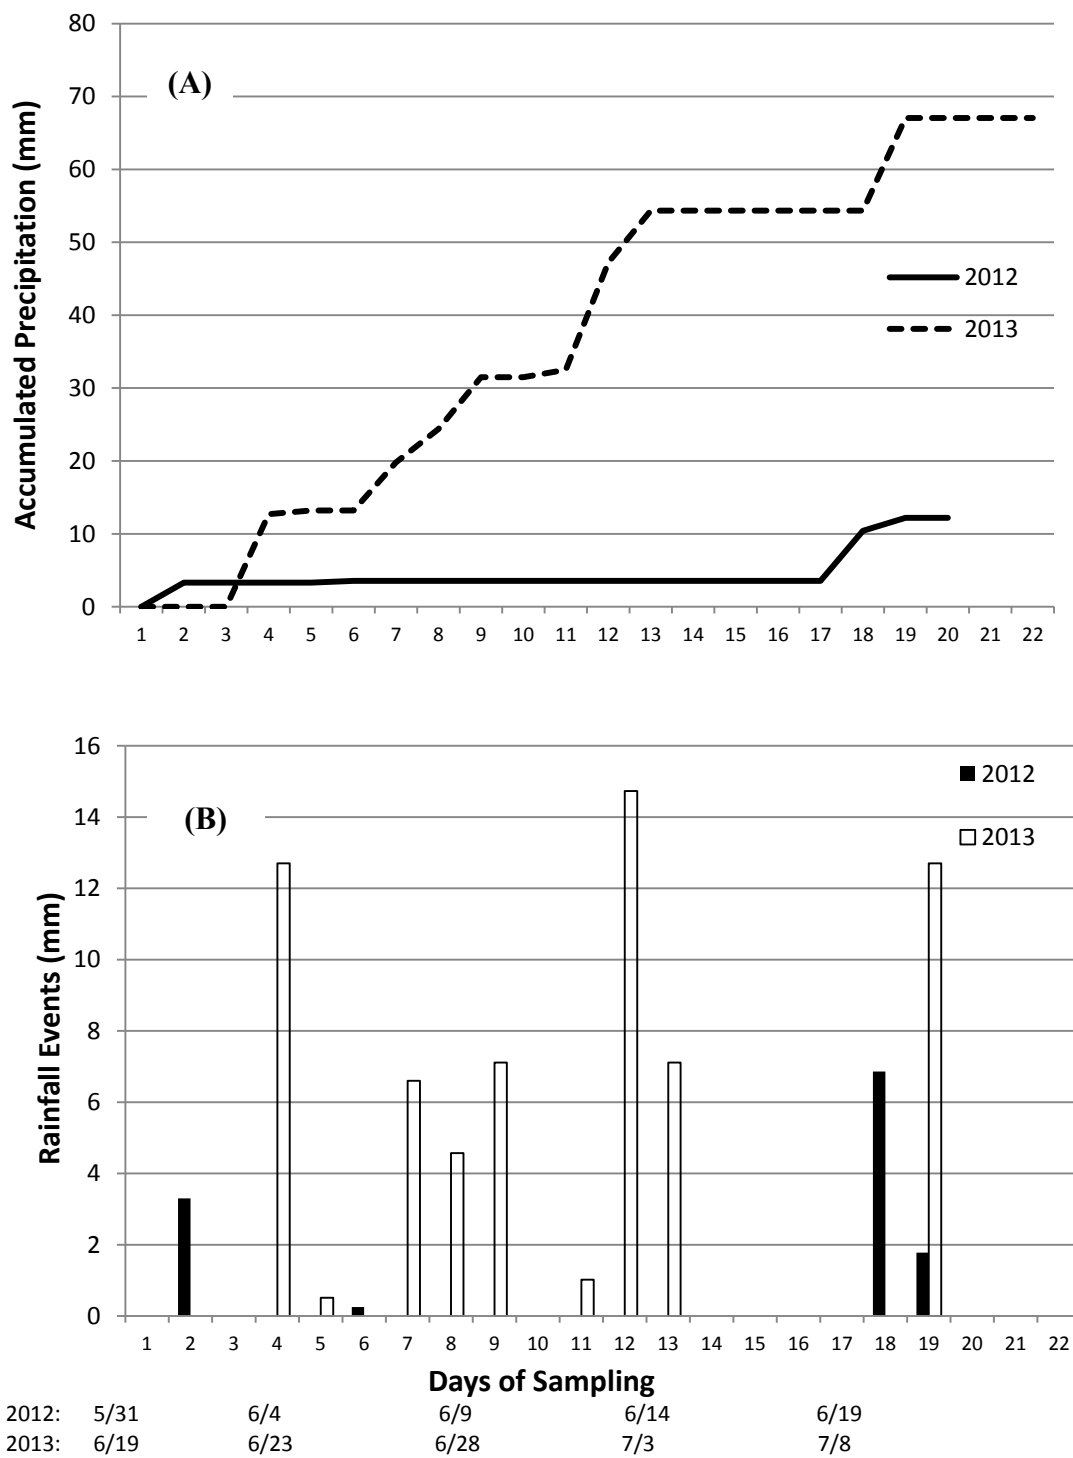 80
(A)
70
60
50
2012
40
2013
30
20
10
0
Accumulated Precipitation (mm)
1 2 3 4 5 6 7 8 9 10 11 12 13 14 15 16 17 18 19 20 21 22
16
2012
14
(B)
2013
12
10
8
6
4
2
0
Rainfall Events (mm)
1 2 3 4 5 6 7 8 9 10 11 12 13 14 15 16 17 18 19 20 21 22
Days of Sampling
2012: 5/31 6/4 6/9 6/14 6/19
2013: 6/19 6/23 6/28 7/3 7/8